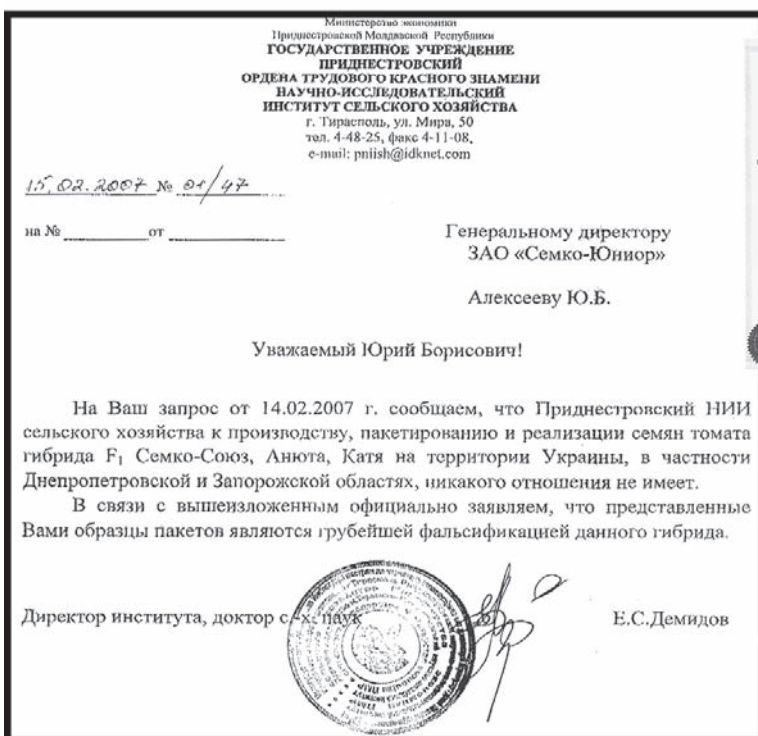 Министерство экономики
Приднестровской Молдавской Республики
ГОСУДАРСТВЕННОЕ УЧРЕЖДЕНИЕ
ПРИДНЕСТРОВСКИЙ
ОРДЕНА ТРУДОВОГО КРАСНОГО ЗНАМЕНИ
НАУЧНО-ИССЛЕДОВАТЕЛЬСКИЙ
ИНСТИТУТ СЕЛЬСКОГО ХОЗЯЙСТВА
г. Тирасполь, ул. Мира, 50
тел. 4-48-25, факс 4-11-08,
e-mail: pniish@idknet.com
15.02.2007 № 01/47
на № от
Генеральному директору
ЗАО «Семко-Юниор»
Алексееву Ю.Б.
Уважаемый Юрий Борисович!
На Ваш запрос от 14.02.2007 г. сообщаем, что Приднестровский НИИ
сельского хозяйства к производству, пакетированию и реализации семян томата
гибрида F₁ Семко-Союз, Анюта, Катя на территории Украины, в частности
Днепропетровской и Запорожской областях, никакого отношения не имеет.
В связи с вышеизложенным официально заявляем, что представленные
Вами образцы пакетов являются грубейшей фальсификацией данного гибрида.
Директор института, доктор с.-х. наук Е.С.Демидов